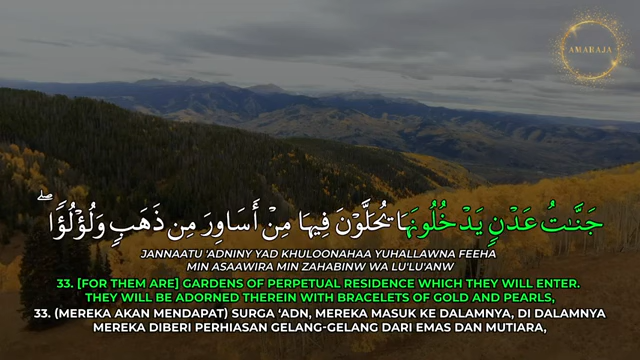 AMARAJA
جَنَّٰتُ عَدْنٍ يَدْخُلُونَهَا يُحَلَّوْنَ فِيهَا مِنْ أَسَاوِرَ مِن ذَهَبٍ وَلُؤْلُؤًا ۖ
JANNAATU 'ADNINY YAD KHULOONAHAA YUHALLAWNA FEEHA
MIN ASAAWIRA MIN ZAHABINW WA LU'LU'ANW
33. [FOR THEM ARE] GARDENS OF PERPETUAL RESIDENCE WHICH THEY WILL ENTER.
THEY WILL BE ADORNED THEREIN WITH BRACELETS OF GOLD AND PEARLS,
33. (MEREKA AKAN MENDAPAT) SURGA ‘ADN, MEREKA MASUK KE DALAMNYA, DI DALAMNYA
MEREKA DIBERI PERHIASAN GELANG-GELANG DARI EMAS DAN MUTIARA,